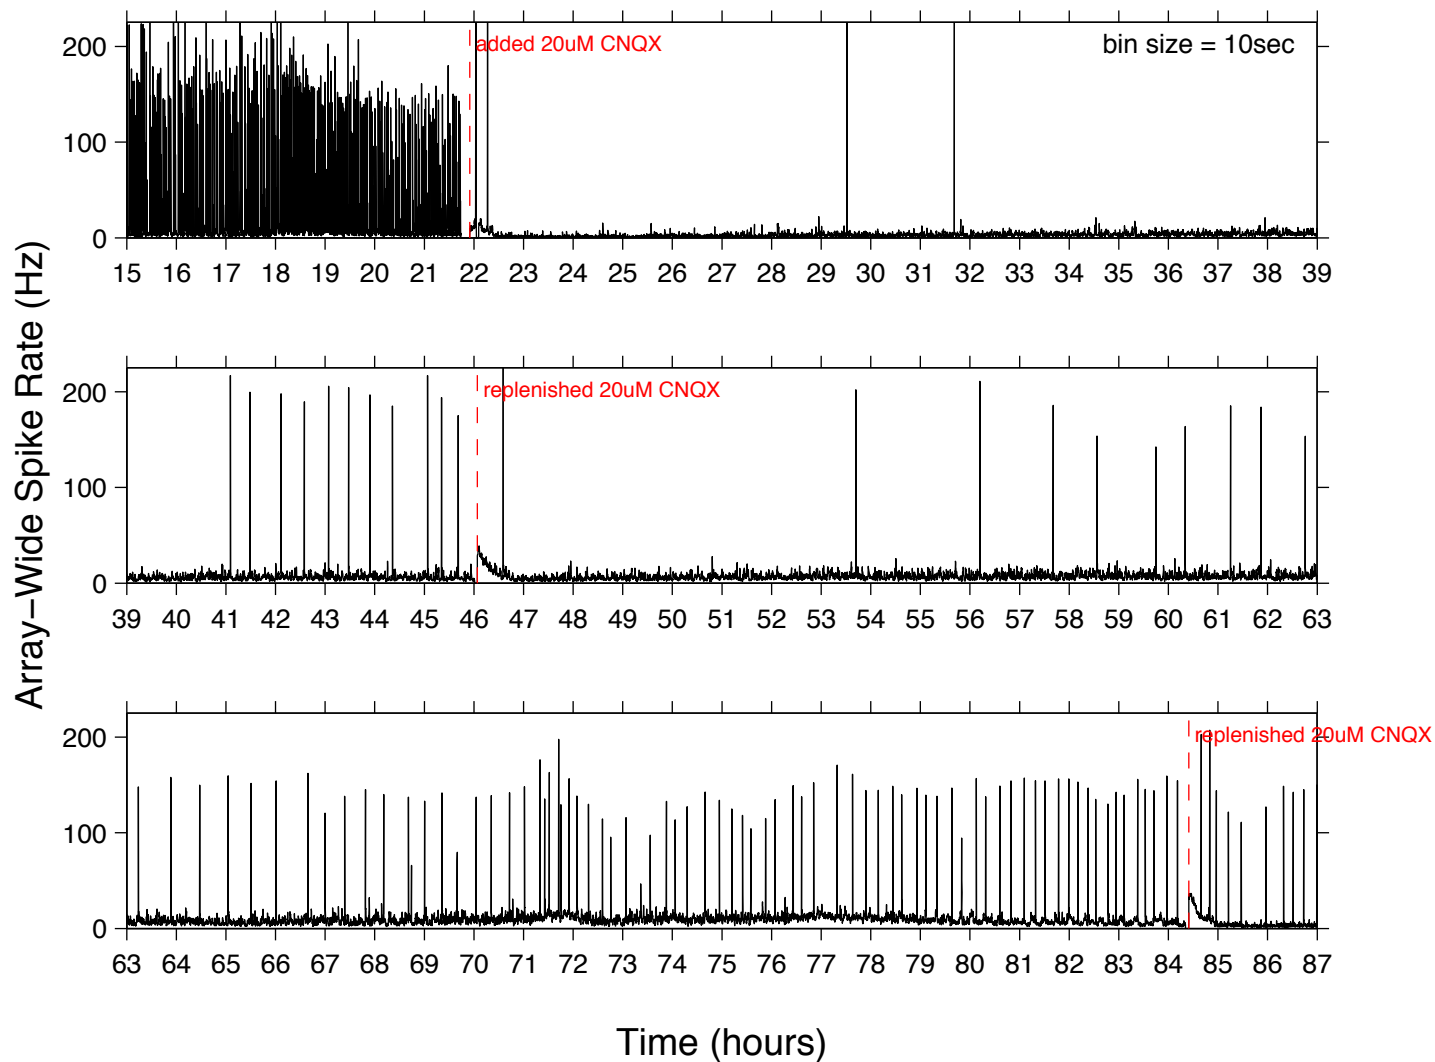 Array-Wide Spike Rate (Hz)
added 20uM CNQX
bin size = 10sec
200
100
0
15 16 17 18 19 20 21 22 23 24 25 26 27 28 29 30 31 32 33 34 35 36 37 38 39
replenished 20uM CNQX
200
100
0
39 40 41 42 43 44 45 46 47 48 49 50 51 52 53 54 55 56 57 58 59 60 61 62 63
replenished 20uM CNQX
200
100
0
63 64 65 66 67 68 69 70 71 72 73 74 75 76 77 78 79 80 81 82 83 84 85 86 87
Time (hours)